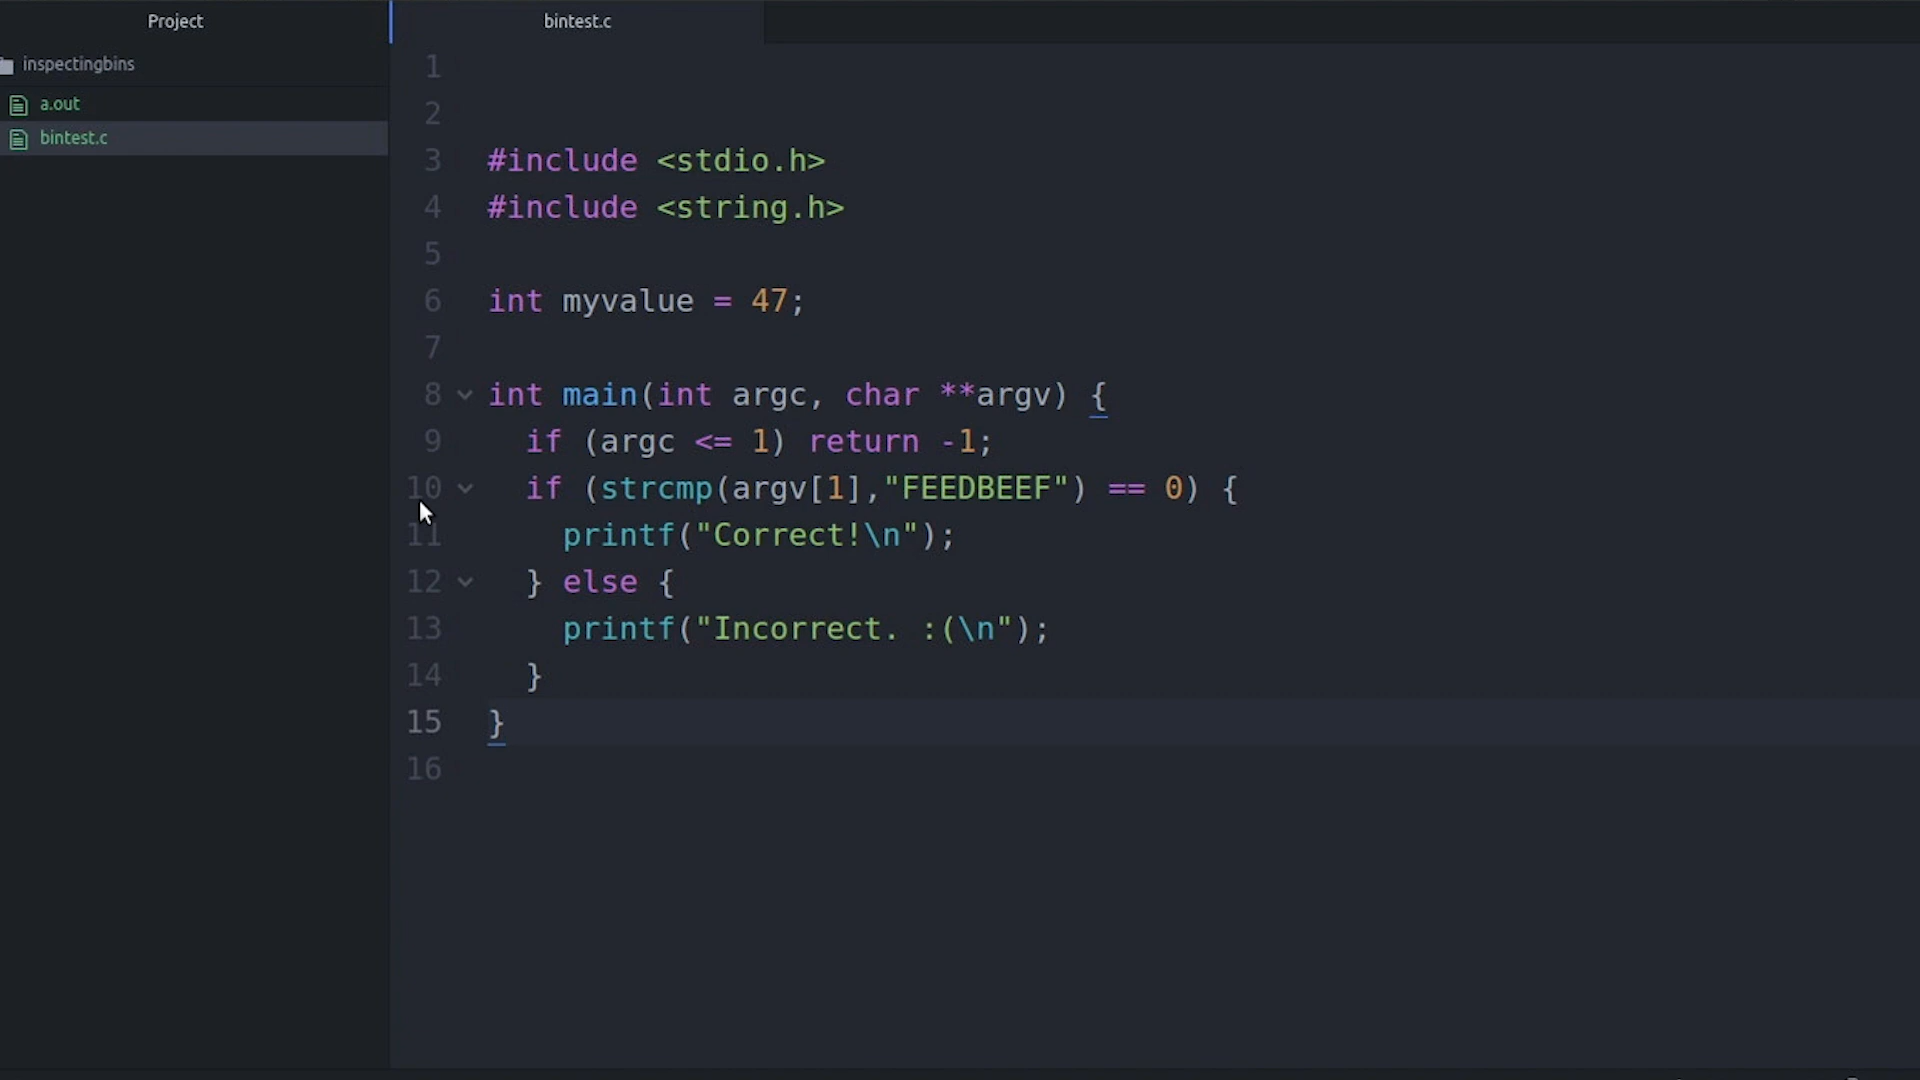 Project
bintest.c
inspectingbins
a.out
bintest.c
1
2
3 #include <stdio.h>
4 #include <string.h>
5
6 int myvalue = 47;
7
8 int main(int argc, char **argv) {
9 if (argc <= 1) return -1;
10 if (strcmp(argv[1],"FEEDBEEF") == 0) {
11 printf("Correct!\n");
12 } else {
13 printf("Incorrect. :(\n");
14 }
15 }
16